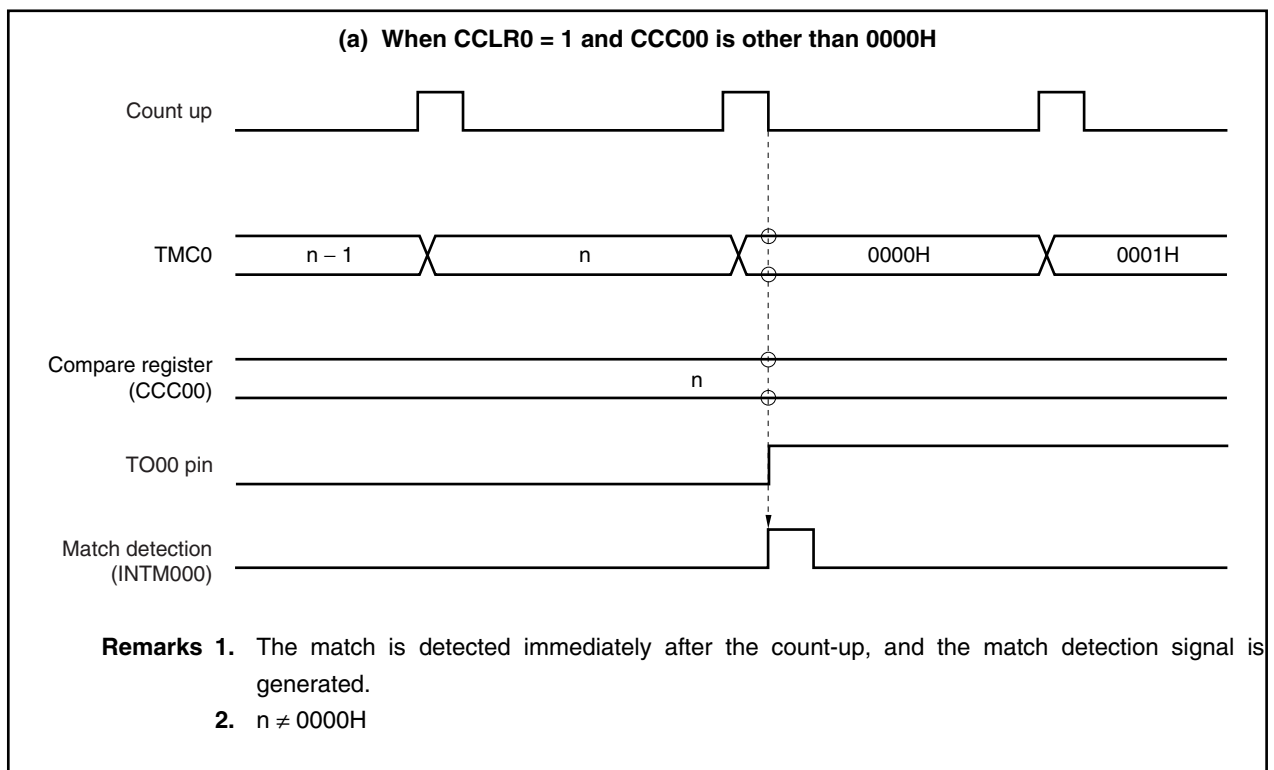 (a) When CCLR0 = 1 and CCC00 is other than 0000H
Count up
TMC0
n − 1
n
0000H
0001H
Compare register
(CCC00)
n
TO00 pin
Match detection
(INTM000)
Remarks 1. The match is detected immediately after the count-up, and the match detection signal is
generated.
2. n ≠ 0000H